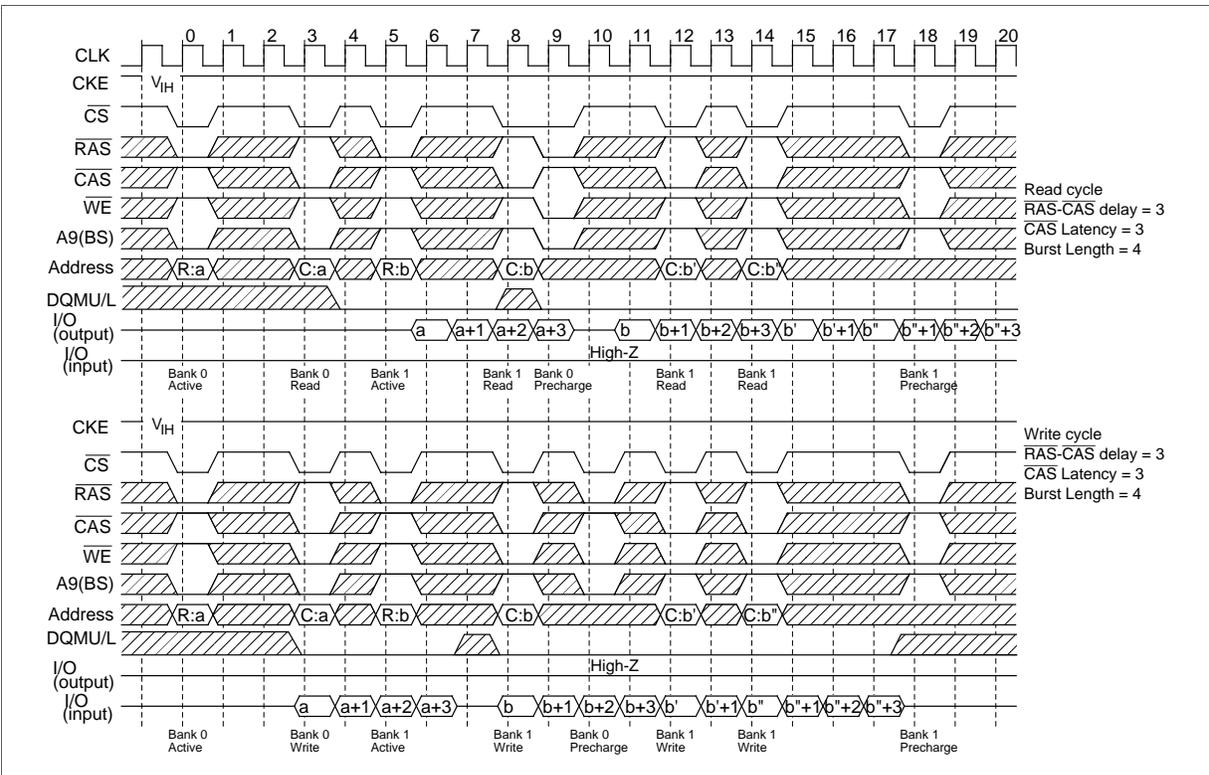 0 1 2 3 4 5 6 7 8 9 10 11 12 13 14 15 16 17 18 19 20
CLK
CKE VIH
CS
RAS
CAS
WE
A9(BS)
Address R:a C:a R:b C:b C:b' C:b"
DQMU/L
I/O (output) a a+1 a+2 a+3 b b+1 b+2 b+3 b' b'+1 b" b"+1 b"+2 b"+3
High-Z
I/O (input)
Bank 0 Active
Bank 0 Read
Bank 1 Active
Bank 1 Read
Bank 0 Precharge
Bank 1 Read
Bank 1 Read
Bank 1 Precharge
Read cycle
RAS-CAS delay = 3
CAS Latency = 3
Burst Length = 4
CKE VIH
CS
RAS
CAS
WE
A9(BS)
Address R:a C:a R:b C:b C:b' C:b"
DQMU/L
I/O (output) High-Z
I/O (input) a a+1 a+2 a+3 b b+1 b+2 b+3 b' b'+1 b" b"+1 b"+2 b"+3
Bank 0 Active
Bank 0 Write
Bank 1 Active
Bank 1 Write
Bank 0 Precharge
Bank 1 Write
Bank 1 Write
Bank 1 Precharge
Write cycle
RAS-CAS delay = 3
CAS Latency = 3
Burst Length = 4